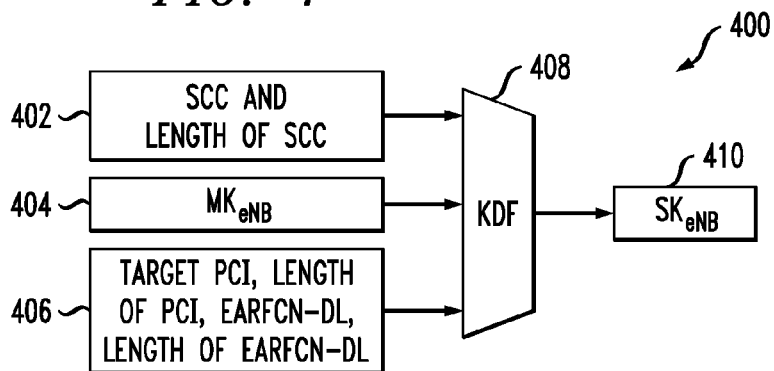 FIG. 4
400
408
402
SCC AND
LENGTH OF SCC
410
404
MKeNB
KDF
SKeNB
406
TARGET PCI, LENGTH
OF PCI, EARFCN-DL,
LENGTH OF EARFCN-DL